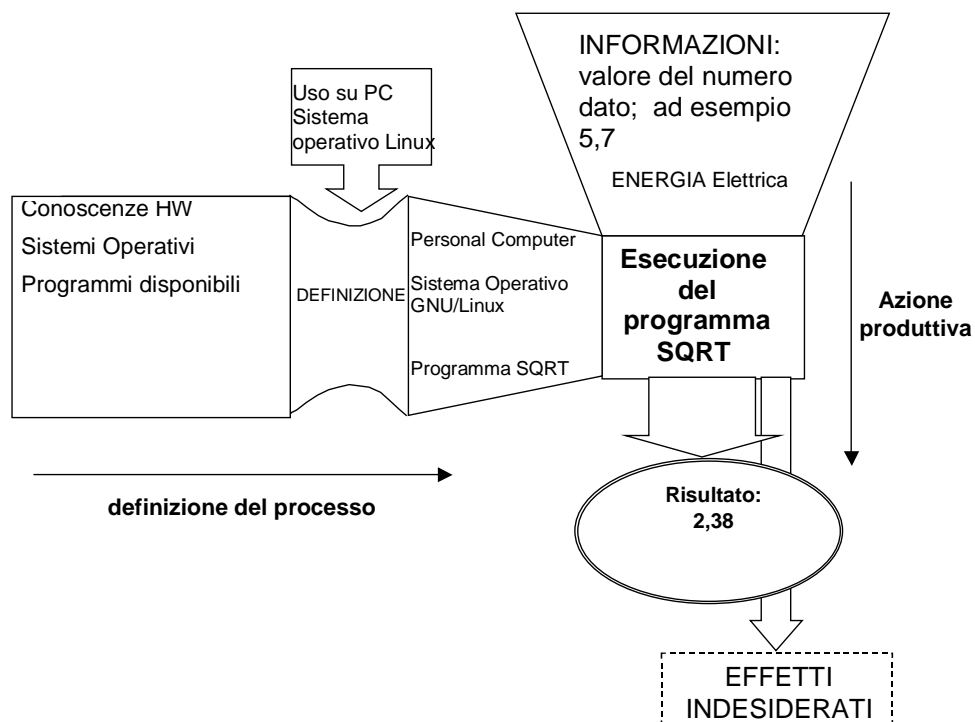 INFORMAZIONI:
valore del numero
dato;  ad esempio
5,7
ENERGIA Elettrica
Uso su PC
Sistema
operativo Linux
Conoscenze HW
Sistemi Operativi
Programmi disponibili
DEFINIZIONE
Personal Computer
Sistema Operativo
GNU/Linux
Programma SQRT
Esecuzione
del
programma
SQRT
Azione
produttiva
definizione del processo
Risultato:
2,38
EFFETTI
INDESIDERATI